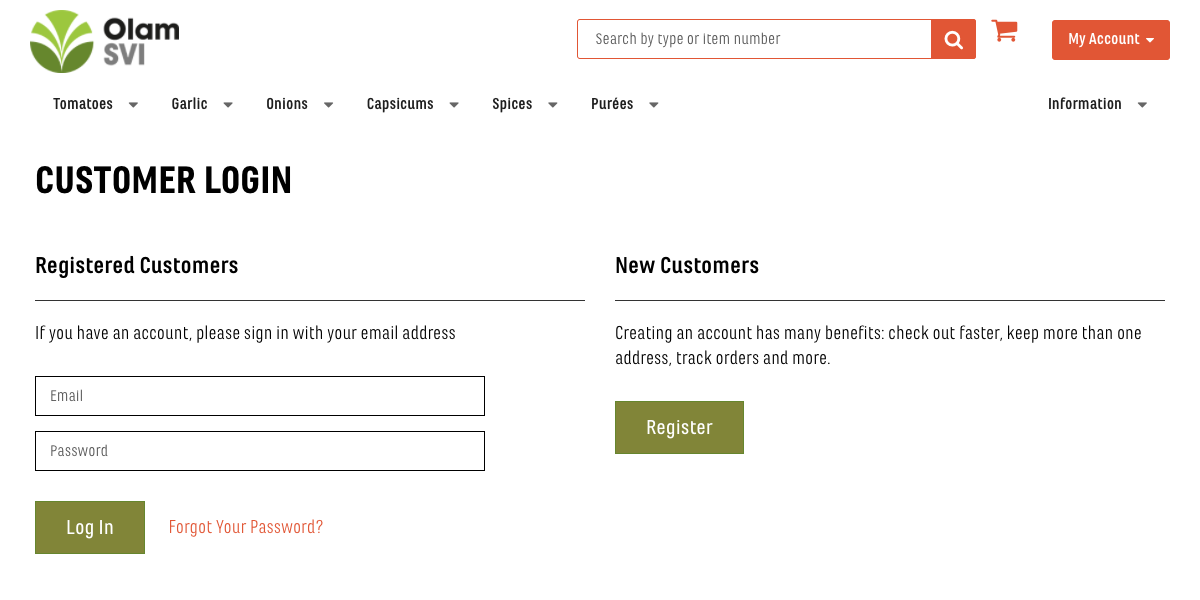 Olam
SVI
Search by type or item number
My Account
Tomatoes
Garlic
Onions
Capsicums
Spices
Purées
Information
CUSTOMER LOGIN
Registered Customers
If you have an account, please sign in with your email address
Email
Password
Log In
Forgot Your Password?
New Customers
Creating an account has many benefits: check out faster, keep more than one
address, track orders and more.
Register